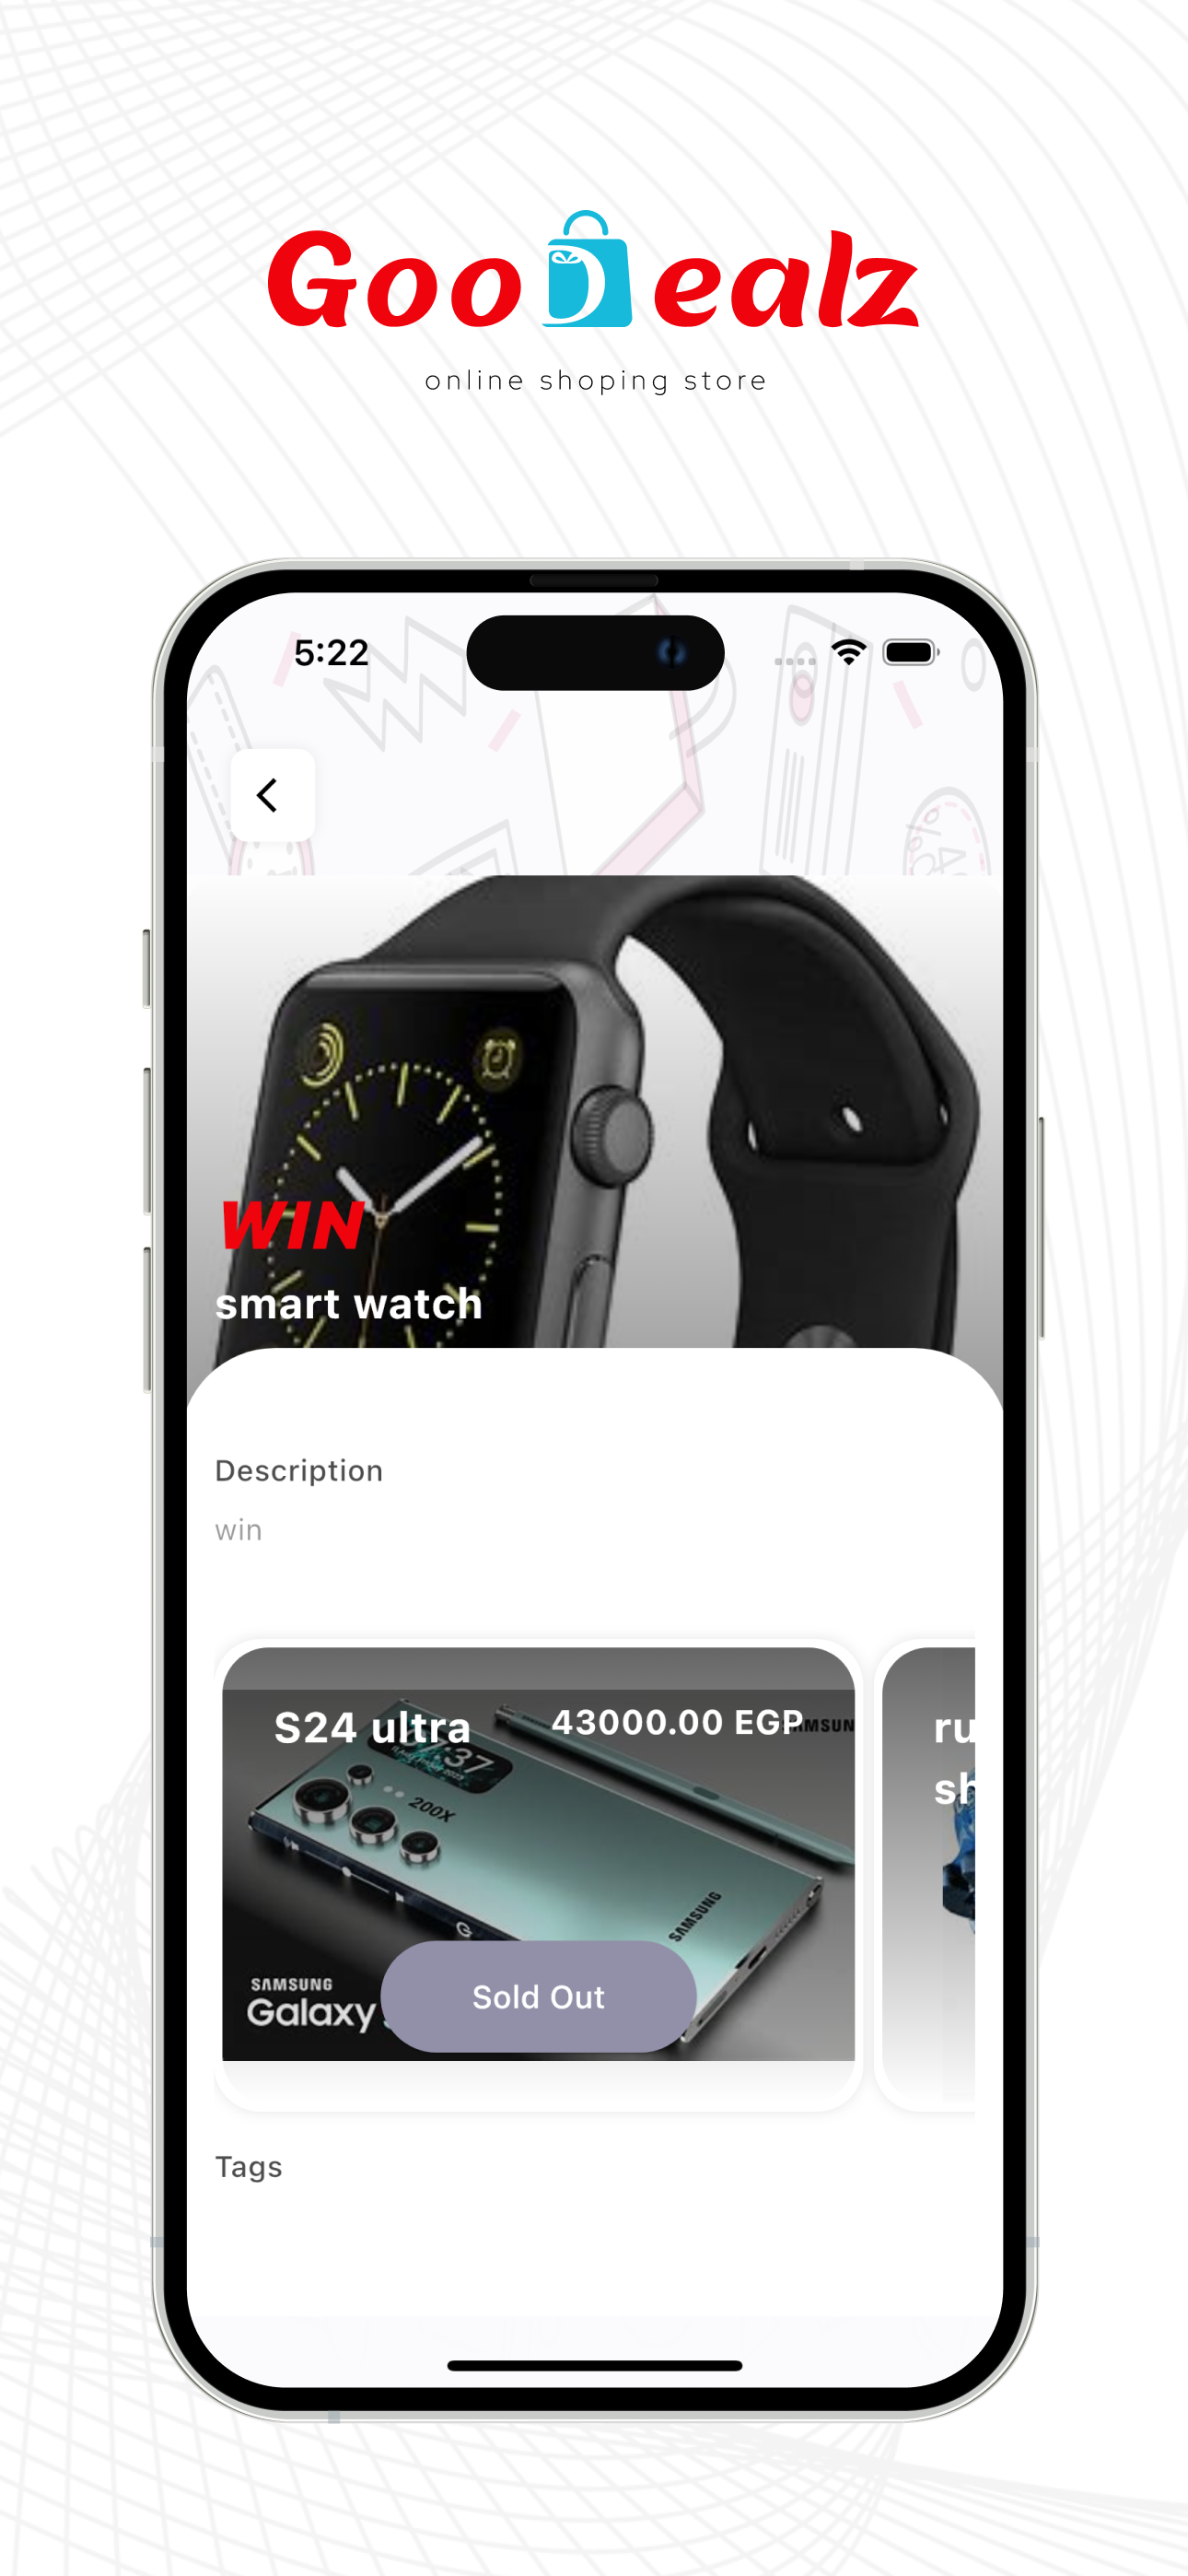 GooDealz
online shoping store
5:22
WIN
smart watch
Description
win
S24 ultra
43000.00 EGP
ru
sh
200X
SAMSUNG
SAMSUNG
Galaxy
Sold Out
Tags